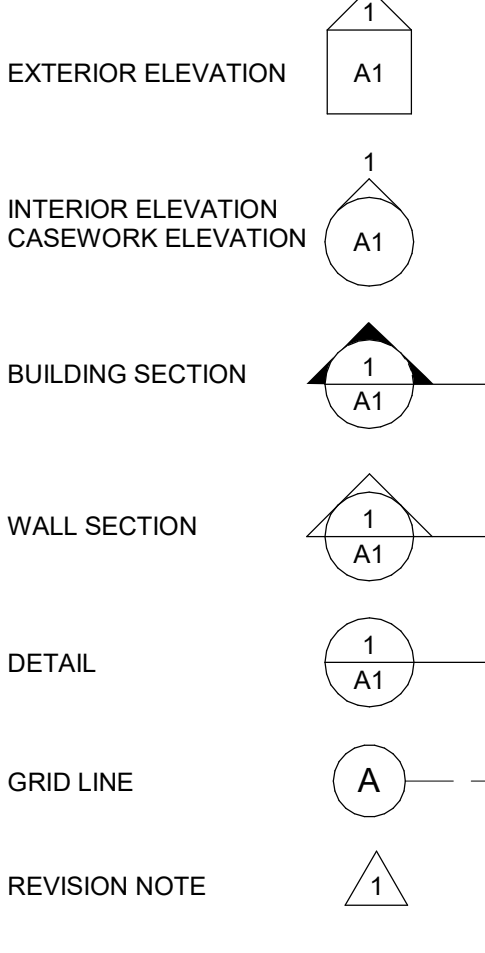 1
EXTERIOR ELEVATION A1
1
INTERIOR ELEVATION
CASEWORK ELEVATION A1
1
BUILDING SECTION
A1
1
WALL SECTION
A1
1
DETAIL
A1
GRID LINE A
REVISION NOTE 1